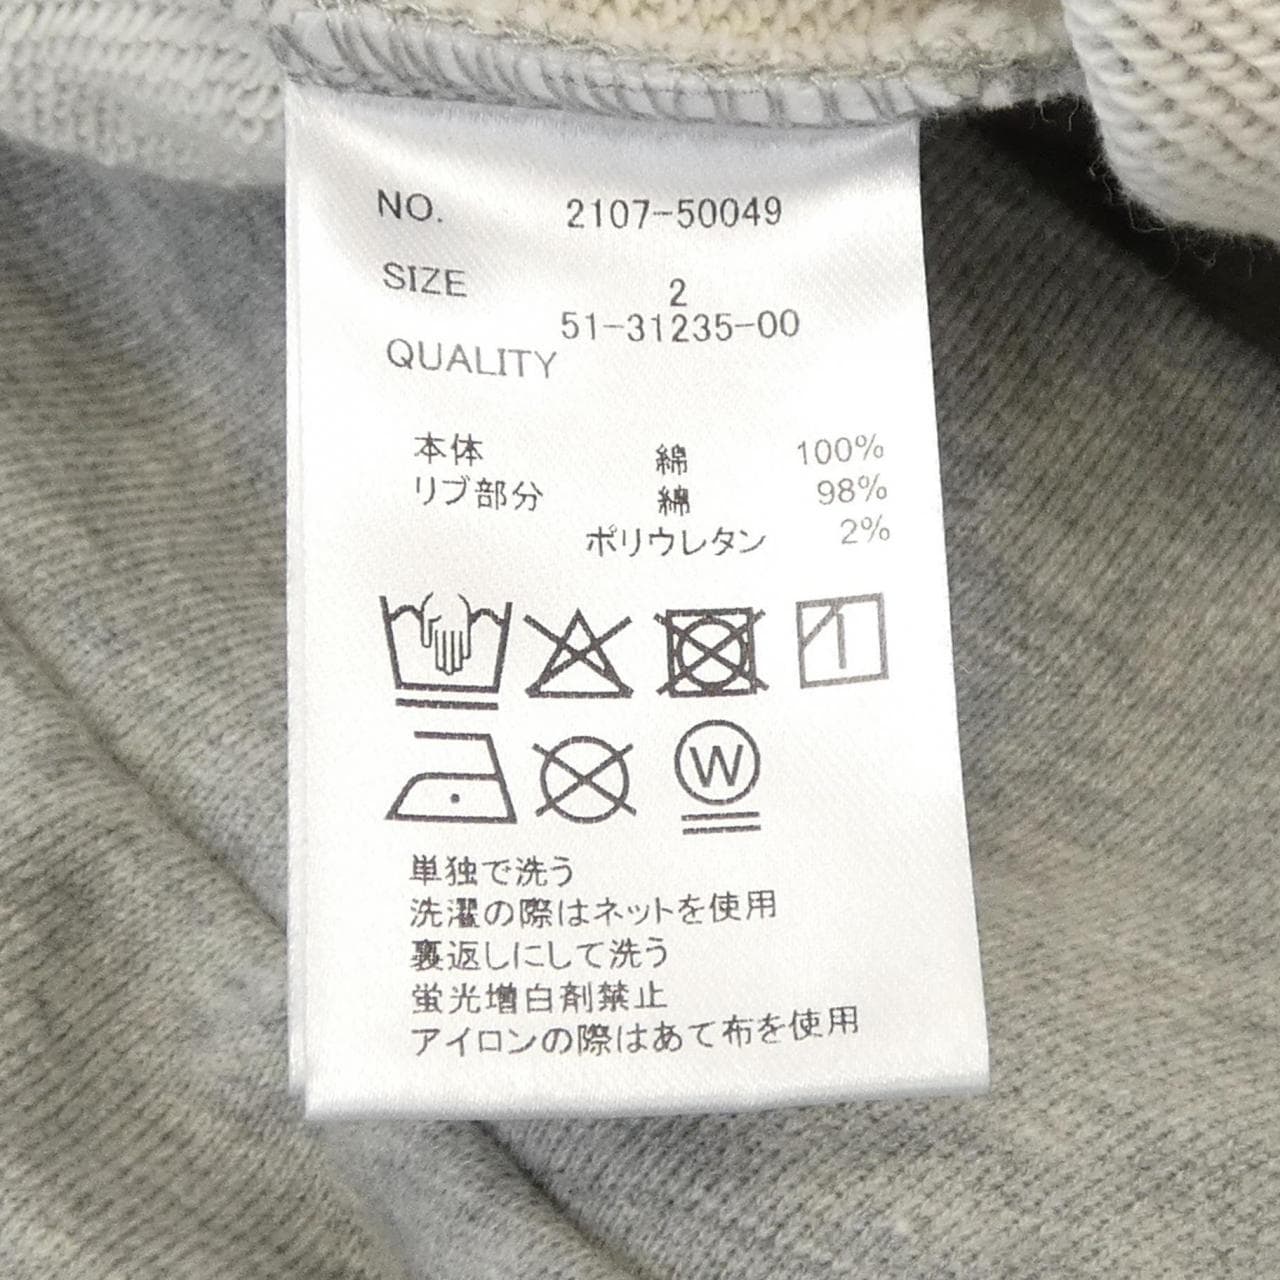 NO. 2107-50049
SIZE 2
51-31235-00
QUALITY
本体 綿 100%
リブ部分 綿 98%
ポリウレタン 2%
W
単独で洗う
洗濯の際はネットを使用
裏返しにして洗う
蛍光増白剤禁止
アイロンの際はあて布を使用